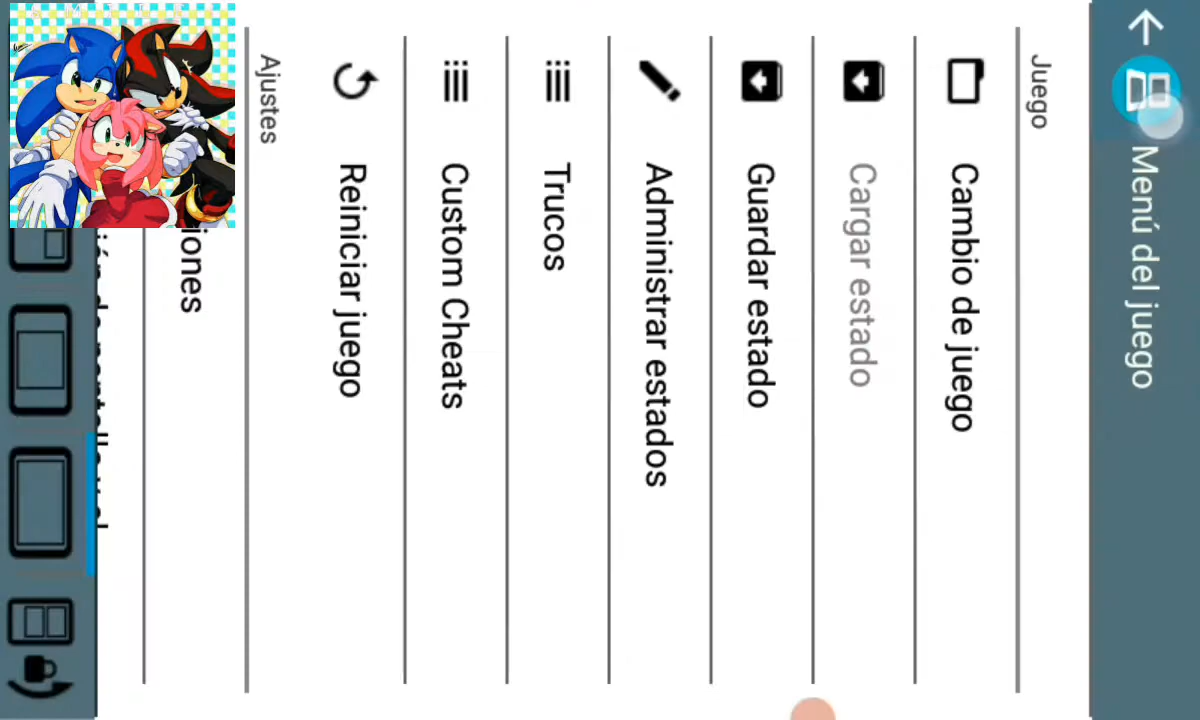 Menú del juego
Juego
Cambio de juego
Cargar estado
Guardar estado
Administrar estados
Trucos
Custom Cheats
Reiniciar juego
Ajustes
iones